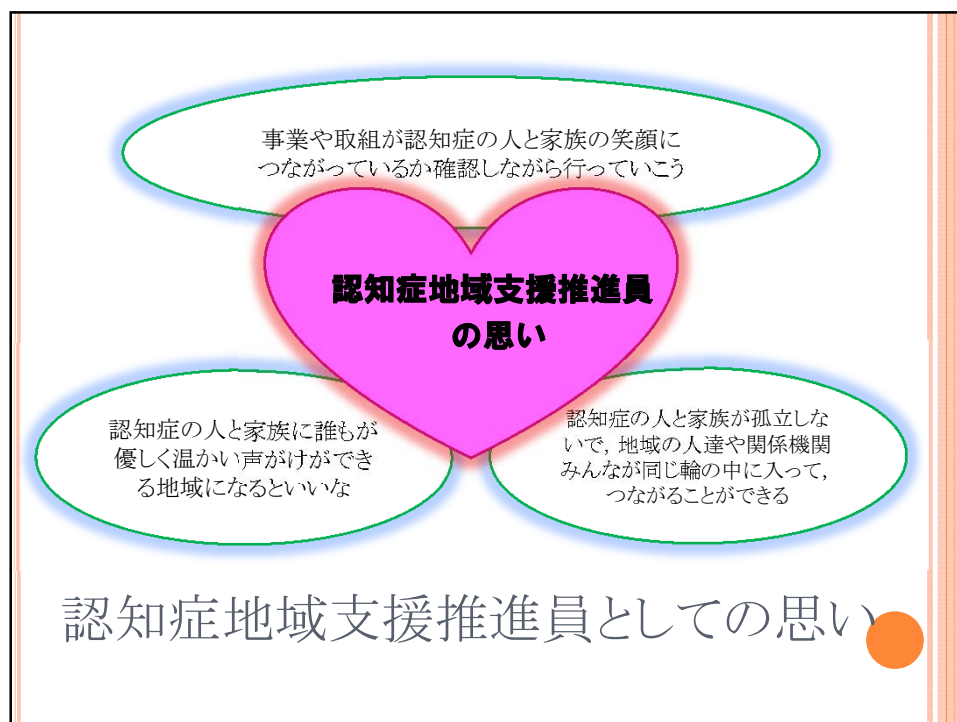 事業や取組が認知症の人と家族の笑顔に
つながっているか確認しながら行っていこう
認知症地域支援推進員
の思い
認知症の人と家族に誰もが
優しく温かい声がけができ
る地域になるといいな
認知症の人と家族が孤立しな
いで，地域の人達や関係機関
みんなが同じ輪の中に入って，
つながることができる
認知症地域支援推進員としての思い